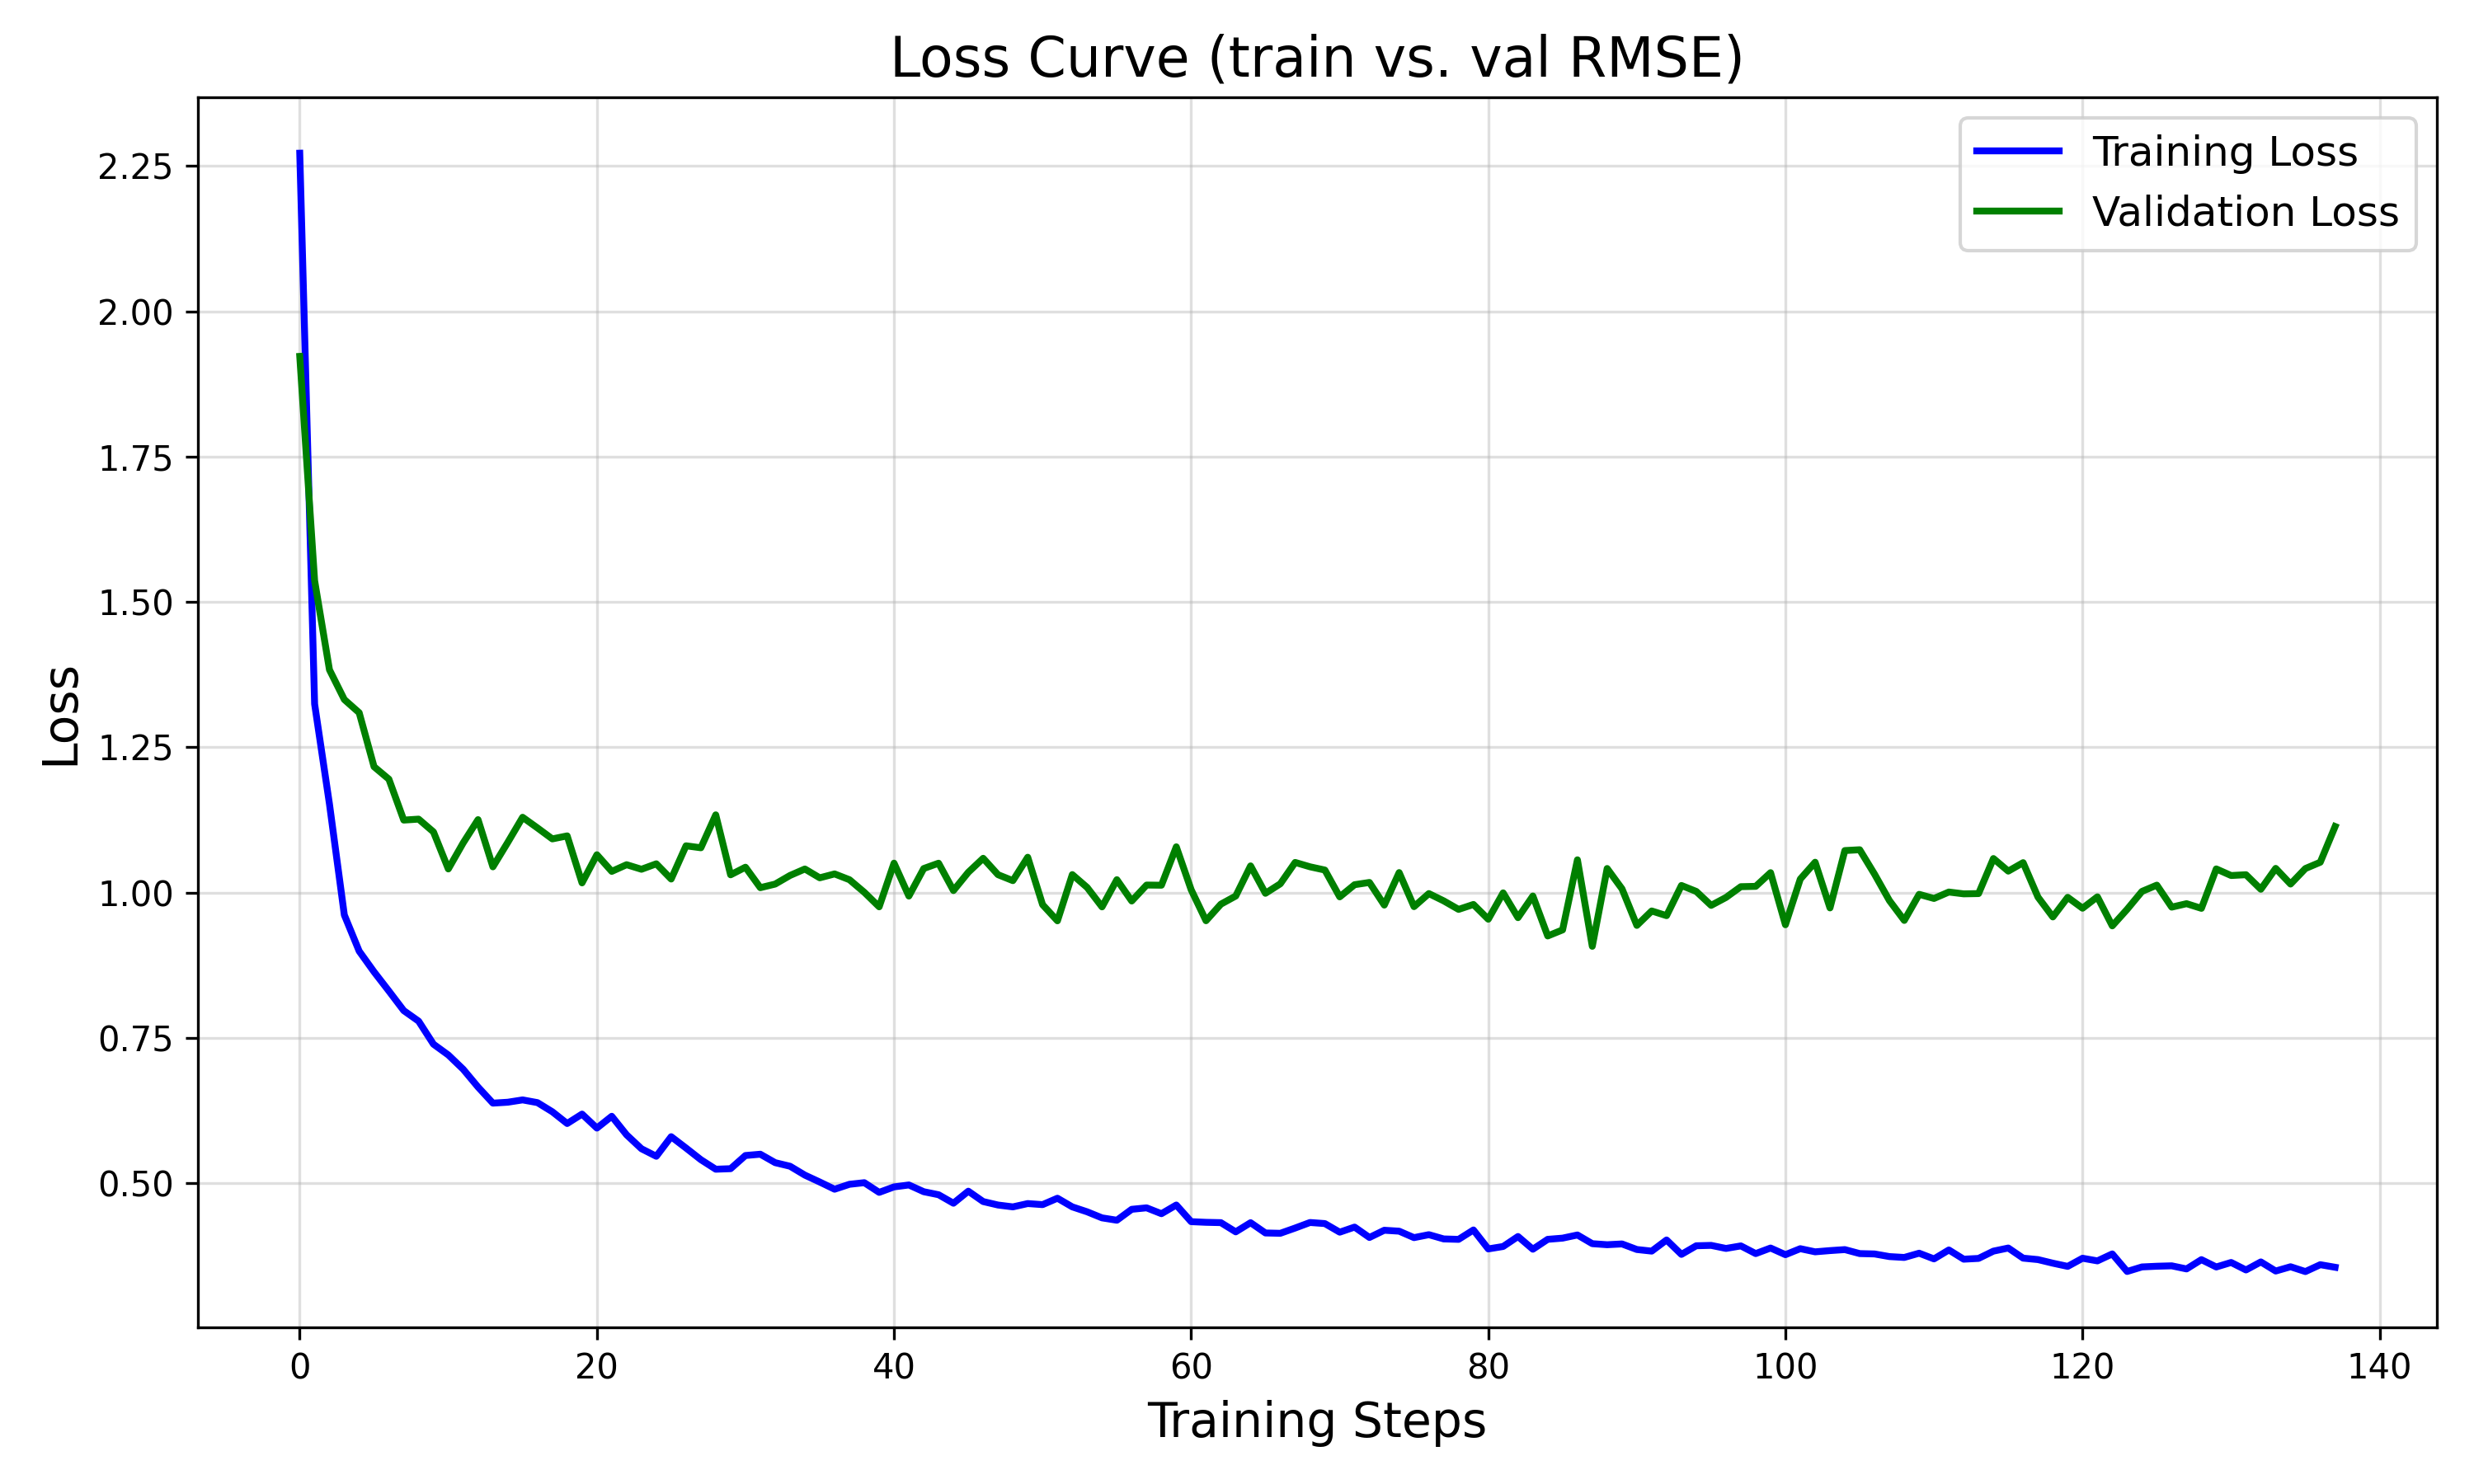 Loss Curve (train vs. val RMSE)
Training Loss
Validation Loss
2.25
2.00
1.75
1.50
1.25
1.00
0.75
0.50
Loss
0 20 40 60 80 100 120 140
Training Steps